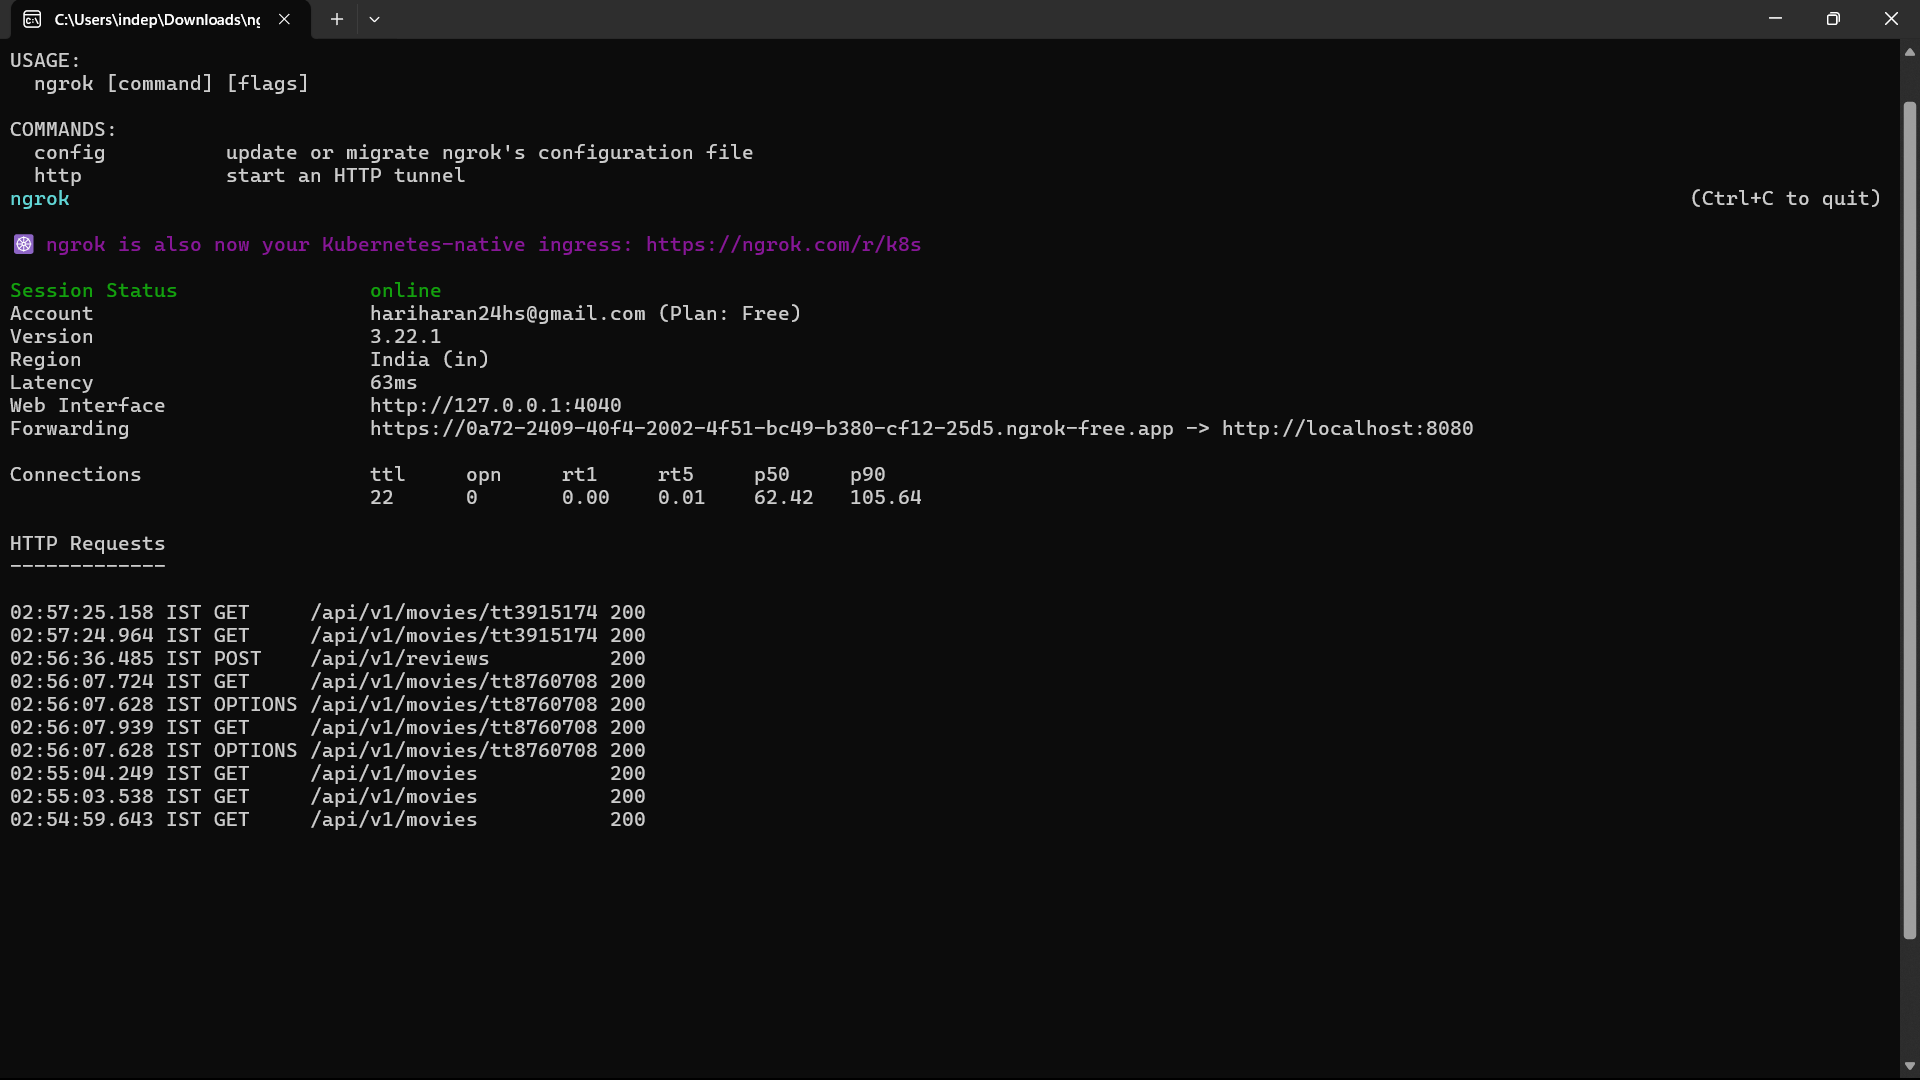 C:\Users\indep\Downloads\ng
USAGE:
  ngrok [command] [flags]
COMMANDS:
  config          update or migrate ngrok's configuration file
  http            start an HTTP tunnel
ngrok (Ctrl+C to quit)
ngrok is also now your Kubernetes-native ingress: https://ngrok.com/r/k8s
Session Status                online
Account                       hariharan24hs@gmail.com (Plan: Free)
Version                       3.22.1
Region                        India (in)
Latency                       63ms
Web Interface                 http://127.0.0.1:4040
Forwarding                    https://0a72-2409-40f4-2002-4f51-bc49-b380-cf12-25d5.ngrok-free.app -> http://localhost:8080
Connections                   ttl     opn     rt1     rt5     p50     p90
                              22      0       0.00    0.01    62.42   105.64
HTTP Requests
-------------
02:57:25.158 IST GET     /api/v1/movies/tt3915174 200
02:57:24.964 IST GET     /api/v1/movies/tt3915174 200
02:56:36.485 IST POST    /api/v1/reviews          200
02:56:07.724 IST GET     /api/v1/movies/tt8760708 200
02:56:07.628 IST OPTIONS /api/v1/movies/tt8760708 200
02:56:07.939 IST GET     /api/v1/movies/tt8760708 200
02:56:07.628 IST OPTIONS /api/v1/movies/tt8760708 200
02:55:04.249 IST GET     /api/v1/movies           200
02:55:03.538 IST GET     /api/v1/movies           200
02:54:59.643 IST GET     /api/v1/movies           200